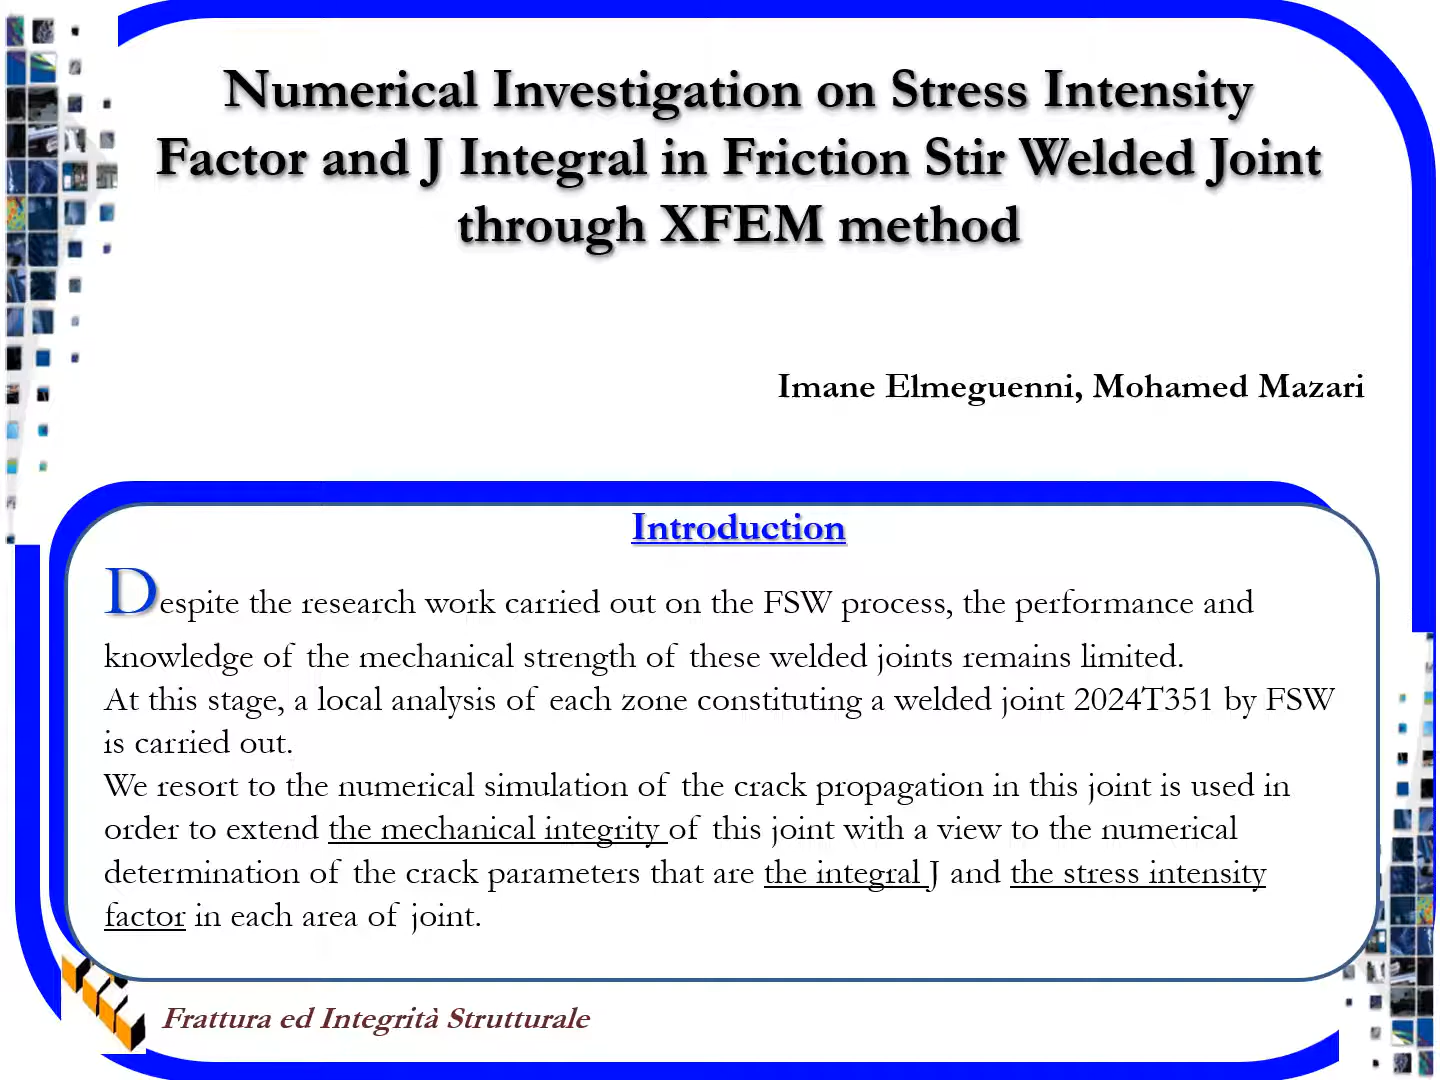 Numerical Investigation on Stress Intensity
Factor and J Integral in Friction Stir Welded Joint
through XFEM method
Imane Elmeguenni, Mohamed Mazari
Introduction
Despite the research work carried out on the FSW process, the performance and
knowledge of the mechanical strength of these welded joints remains limited.
At this stage, a local analysis of each zone constituting a welded joint 2024T351 by FSW
is carried out.
We resort to the numerical simulation of the crack propagation in this joint is used in
order to extend the mechanical integrity of this joint with a view to the numerical
determination of the crack parameters that are the integral J and the stress intensity
factor in each area of joint.
Frattura ed Integrità Strutturale